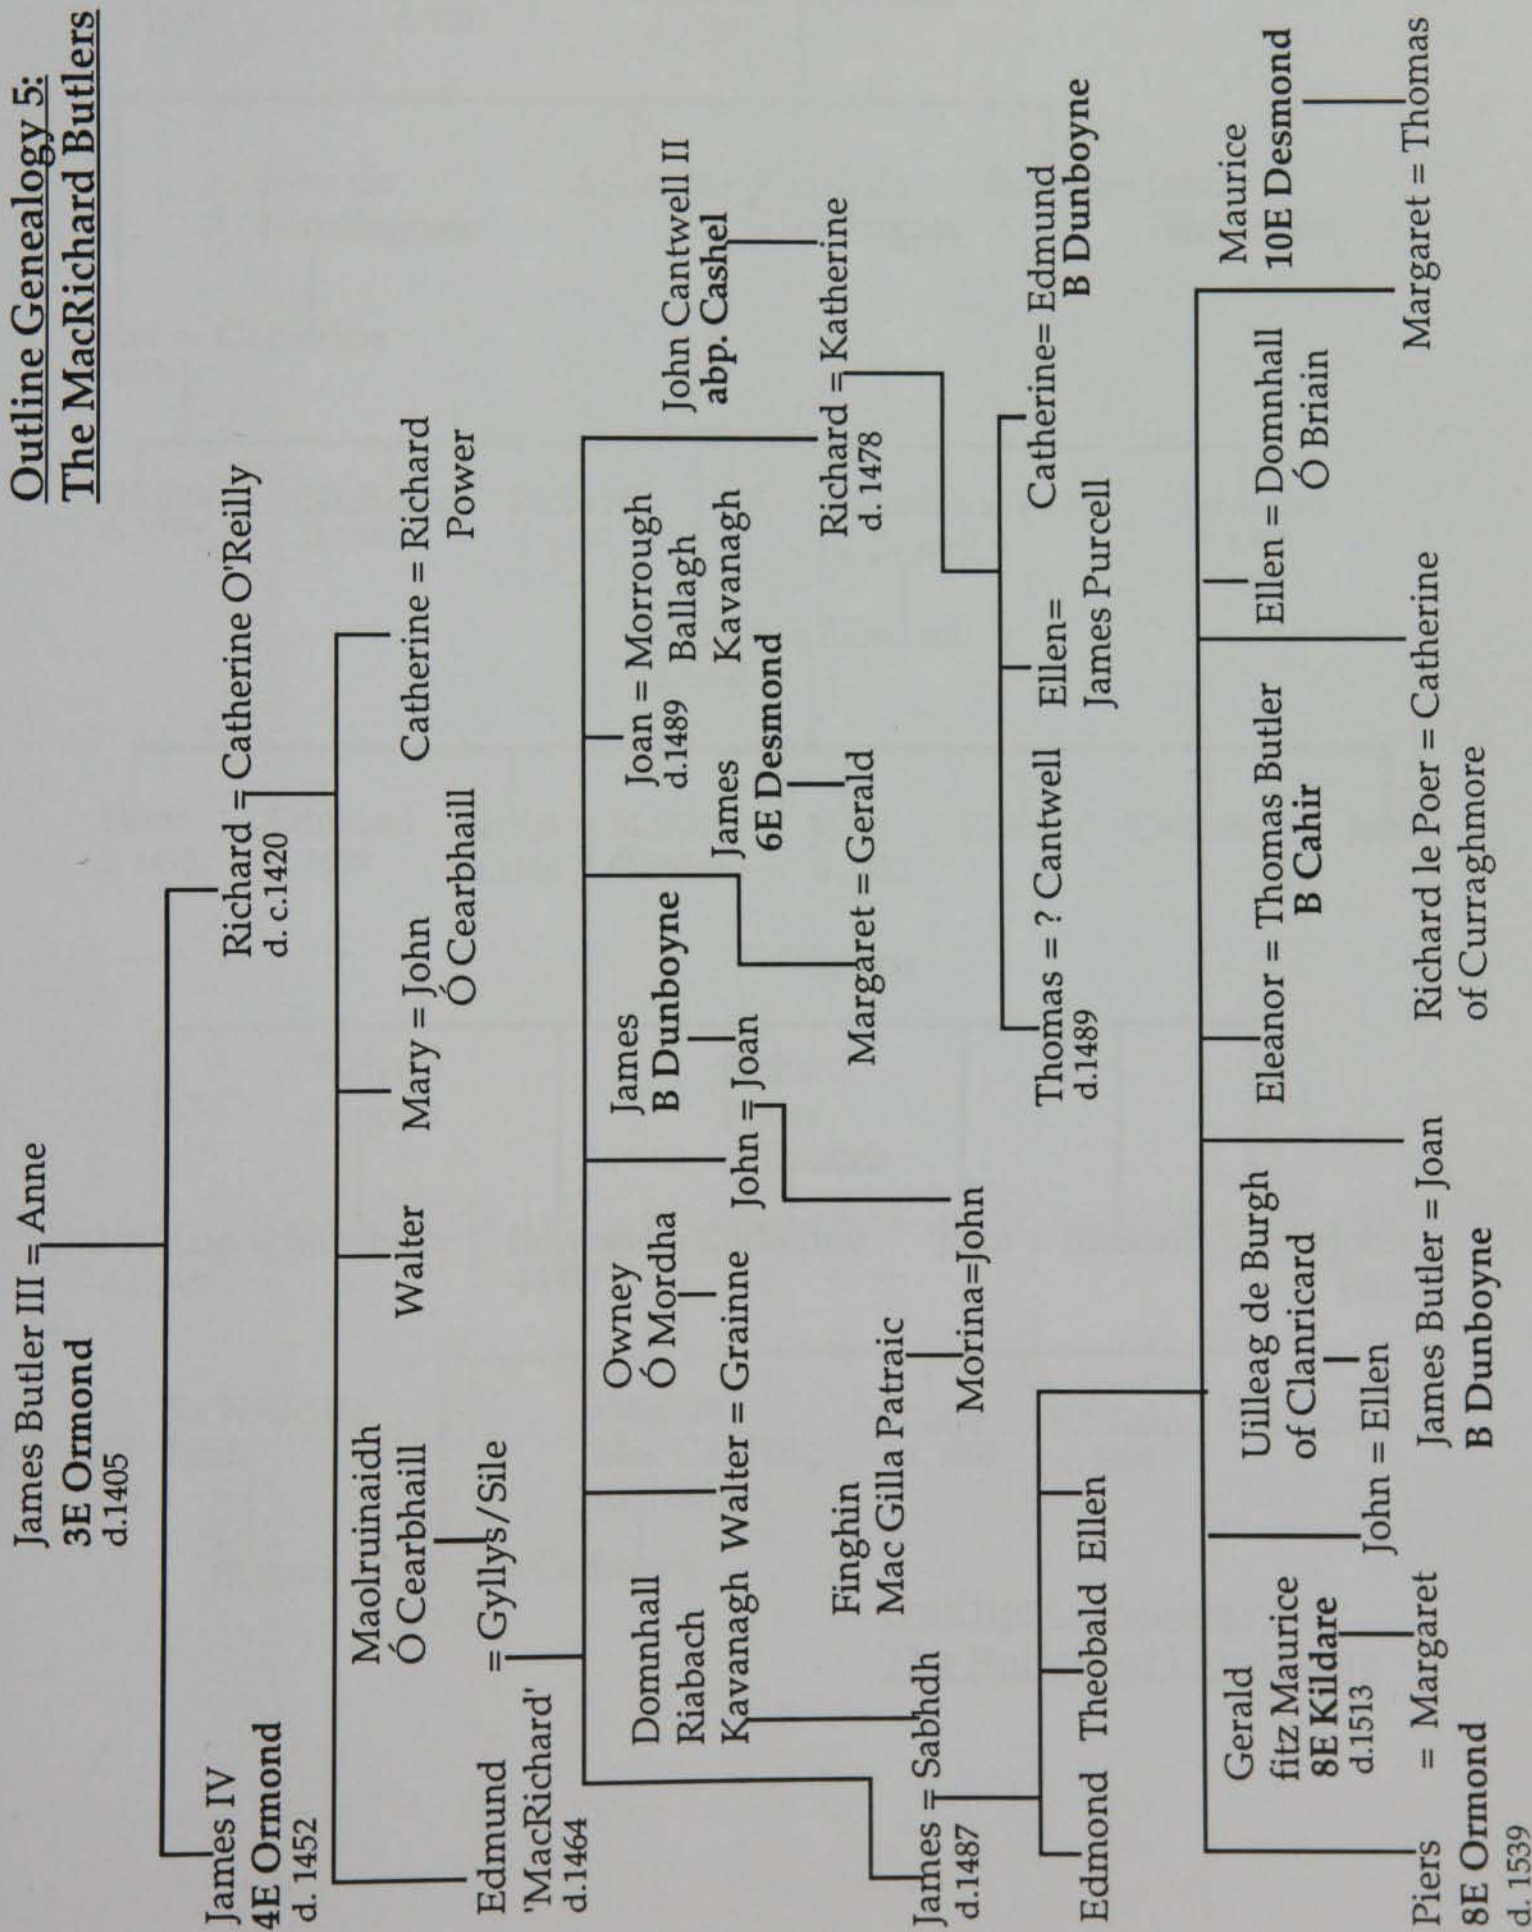 Outline Genealogy 5:
The MacRichard Butlers
James Butler III = Anne
3E Ormond
d.1405
James IV
4E Ormond
d. 1452
Richard = Catherine O'Reilly
d. c.1420
Edmund
'MacRichard'
d.1464
Maolruinaidh
Ó Cearbhaill
= Gyllys/Sile
Walter
Mary = John
Ó Cearbhaill
Catherine = Richard
Power
Domnhall
Riabach
Kavanagh
Owney
Ó Mordha
Walter = Grainne
James
B Dunboyne
John = Joan
Joan = Morrough
d.1489 Ballagh
Kavanagh
James
6E Desmond
Margaret = Gerald
John Cantwell II
abp. Cashel
Richard = Katherine
d. 1478
James = Sabhdh
d.1487
Finghin
Mac Gilla Patraic
Morina=John
Thomas = ? Cantwell
d.1489
Ellen=
James Purcell
Catherine= Edmund
B Dunboyne
Edmond Theobald Ellen
Gerald
fitz Maurice
8E Kildare
d.1513
Piers = Margaret
8E Ormond
d. 1539
Uilleag de Burgh
of Clanricard
John = Ellen
James Butler = Joan
B Dunboyne
Eleanor = Thomas Butler
B Cahir
Richard le Poer = Catherine
of Curraghmore
Ellen = Domnhall
Ó Briain
Maurice
10E Desmond
Margaret = Thomas